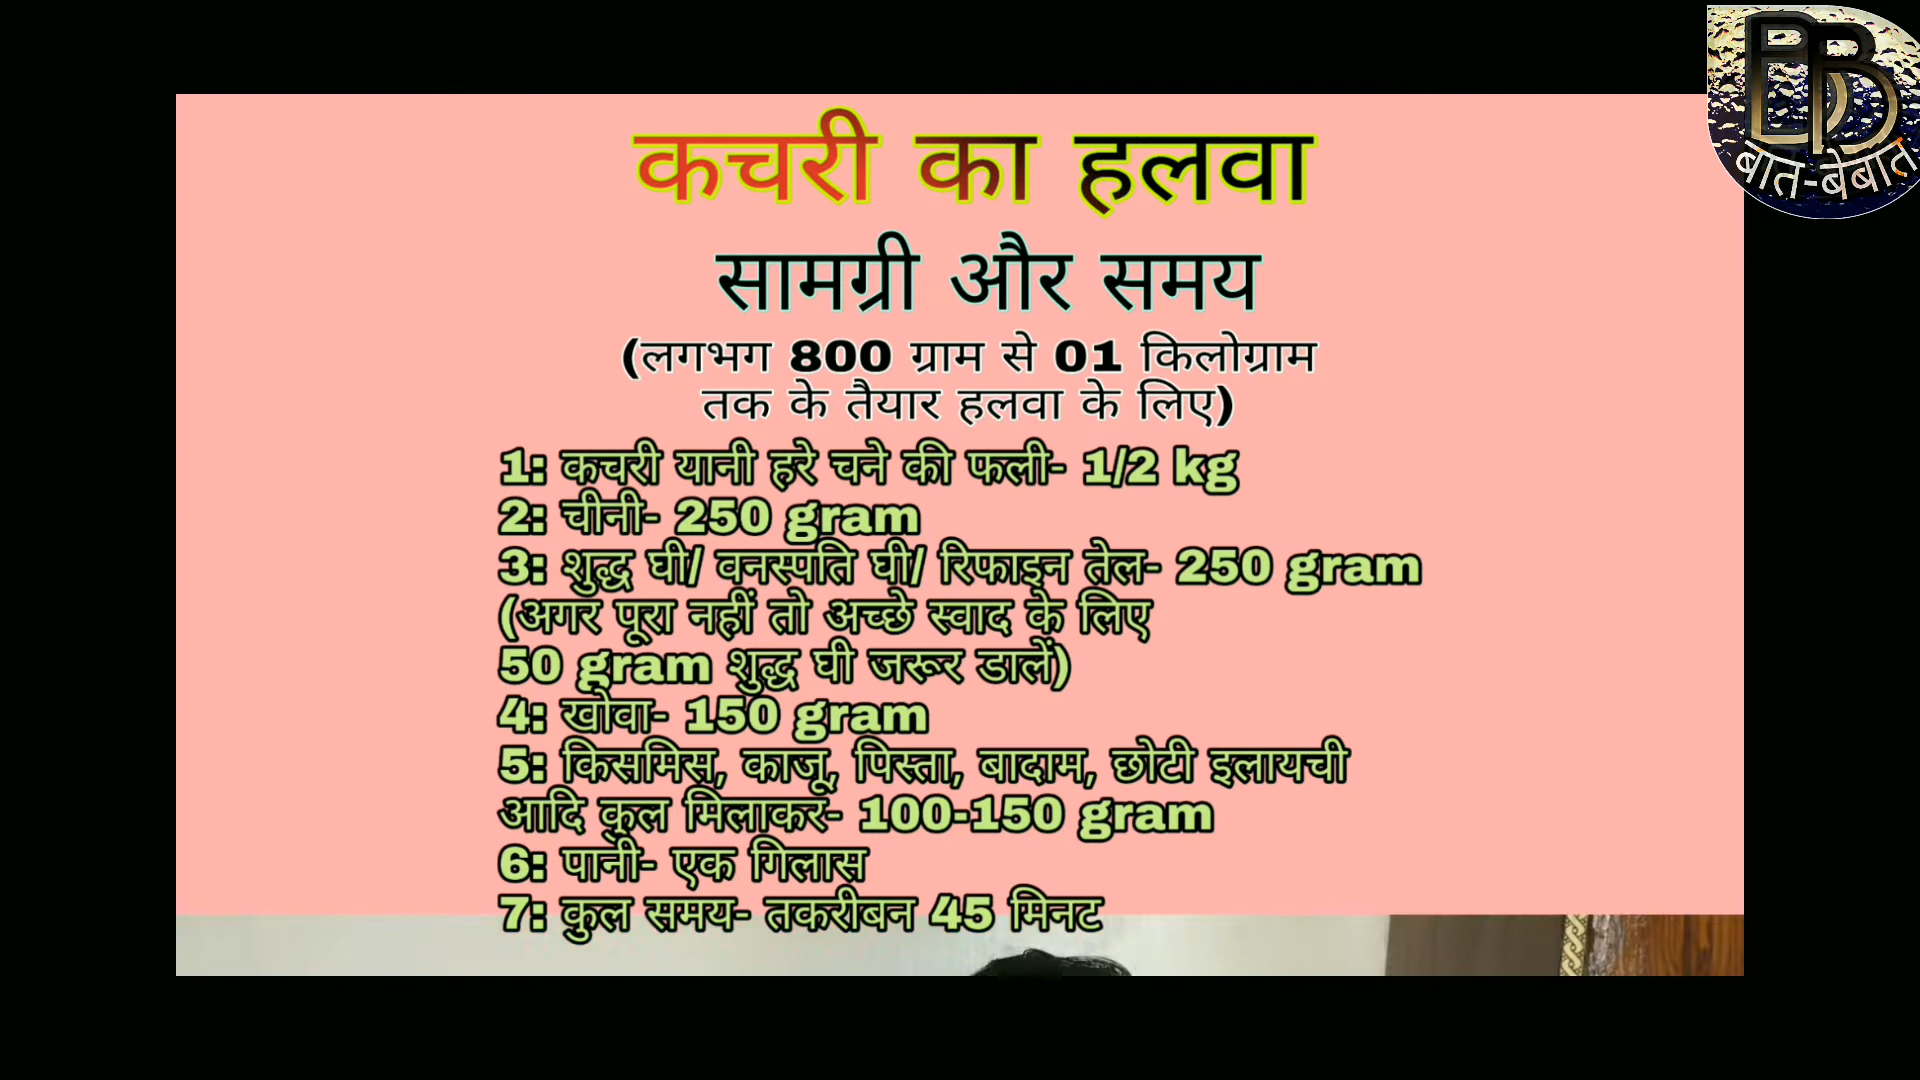 कचरी का हलवा
सामग्री और समय
(लगभग 800 ग्राम से 01 किलोग्राम
तक के तैयार हलवा के लिए)
1: कचरी यानी हरे चने की फली- 1/2 kg
2: चीनी- 250 gram
3: शुद्ध घी/ वनस्पति घी/ रिफाइन तेल- 250 gram
(अगर पूरा नहीं तो अच्छे स्वाद के लिए
50 gram शुद्ध घी जरूर डालें)
4: खोवा- 150 gram
5: किसमिस, काजू, पिस्ता, बादाम, छोटी इलायची
आदि कुल मिलाकर- 100-150 gram
6: पानी- एक गिलास
7: कुल समय- तकरीबन 45 मिनट
BB
बात-बेबात